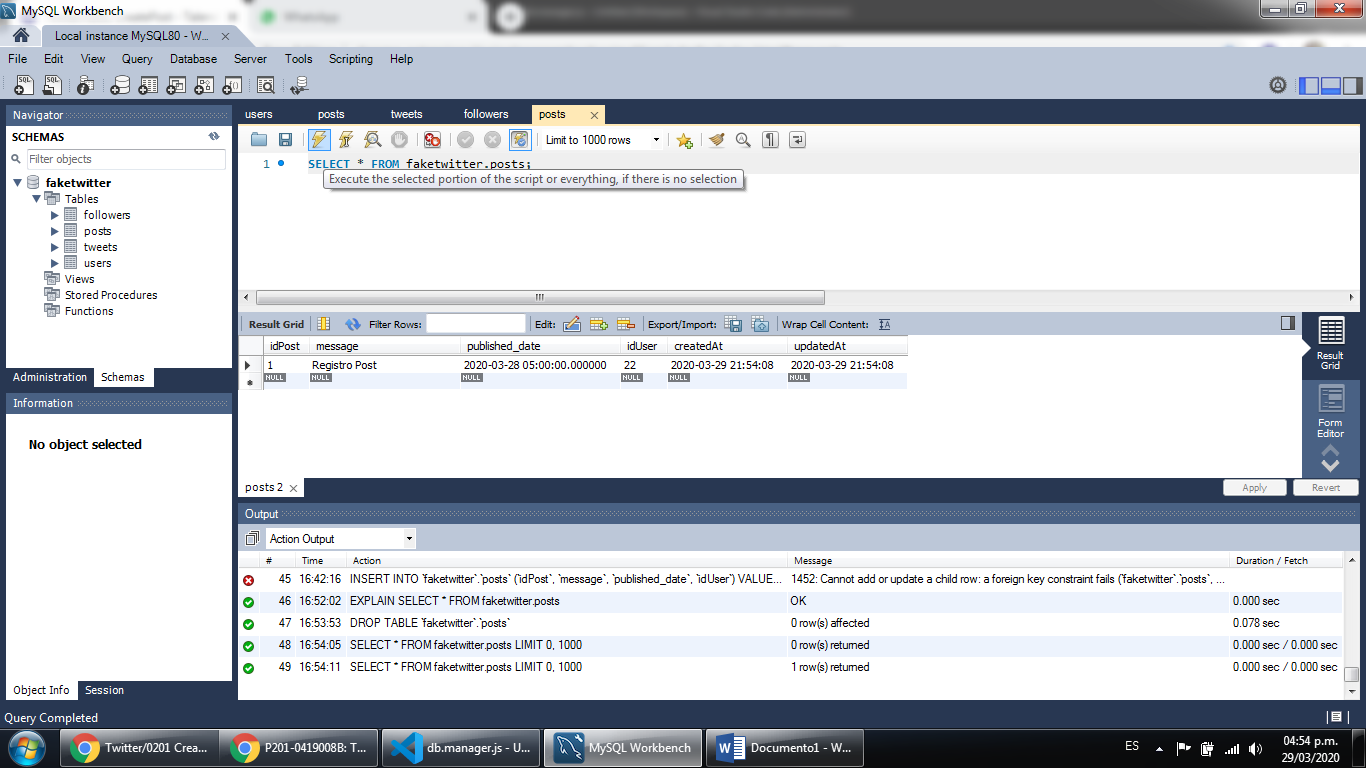 MySQL Workbench
WhatsApp
Local instance MySQL80 - W...
File Edit View Query Database Server Tools Scripting Help
Navigator
SCHEMAS
Filter objects
faketwitter
Tables
followers
posts
tweets
users
Views
Stored Procedures
Functions
Administration Schemas
Information
No object selected
Object Info Session
users posts tweets followers posts
Limit to 1000 rows
1 SELECT * FROM faketwitter.posts;
Execute the selected portion of the script or everything, if there is no selection
Result Grid Filter Rows: Edit: Export/Import: Wrap Cell Content:
idPost message published_date idUser createdAt updatedAt
1 Registro Post 2020-03-28 05:00:00.000000 22 2020-03-29 21:54:08 2020-03-29 21:54:08
NULL NULL NULL NULL NULL NULL
Result Grid
Form Editor
posts 2
Apply Revert
Output
Action Output
# Time Action Message Duration / Fetch
45 16:42:16 INSERT INTO `faketwitter`.`posts` (`idPost`, `message`, `published_date`, `idUser`) VALUE... 1452: Cannot add or update a child row: a foreign key constraint fails (`faketwitter`.`posts`, ...
46 16:52:02 EXPLAIN SELECT * FROM faketwitter.posts OK 0.000 sec
47 16:53:53 DROP TABLE `faketwitter`.`posts` 0 row(s) affected 0.078 sec
48 16:54:05 SELECT * FROM faketwitter.posts LIMIT 0, 1000 0 row(s) returned 0.000 sec / 0.000 sec
49 16:54:11 SELECT * FROM faketwitter.posts LIMIT 0, 1000 1 row(s) returned 0.000 sec / 0.000 sec
Query Completed
Twitter/0201 Crea... P201-0419008B: T... db.manager.js - U... MySQL Workbench Documento1 - W... ES 04:54 p.m.
29/03/2020